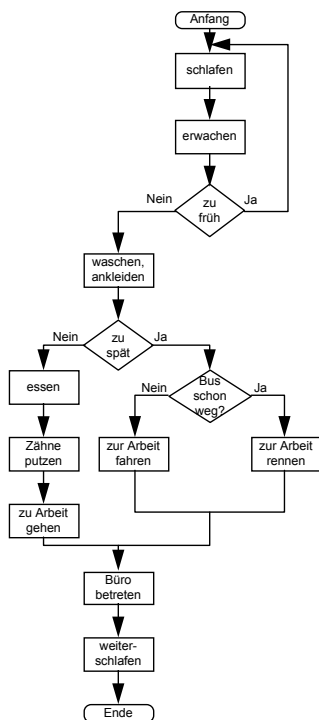 Anfang
schlafen
erwachen
zu
früh
Nein
Ja
waschen,
ankleiden
zu
spät
Nein
Ja
essen
Zähne
putzen
zu Arbeit
gehen
Bus
schon
weg?
Nein
Ja
zur Arbeit
fahren
zur Arbeit
rennen
Büro
betreten
weiter-
schlafen
Ende